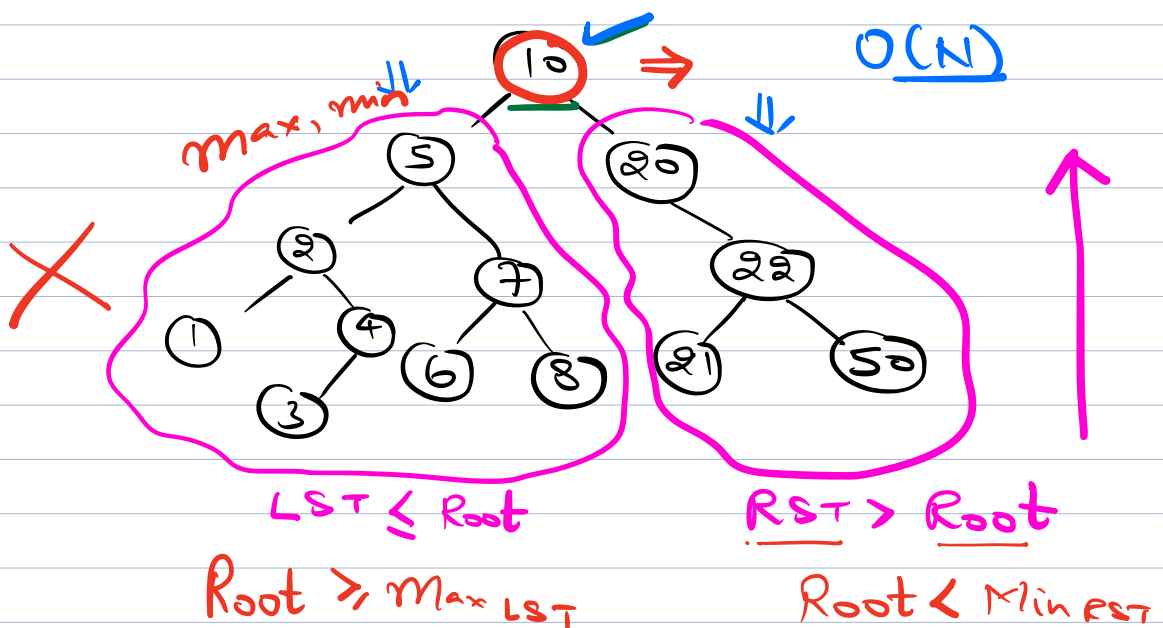 10
O(N)
max, min
5
20
2
7
22
1
4
6
8
21
50
3
LST ≤ Root
RST > Root
Root ≥ Max LST
Root < Min RST